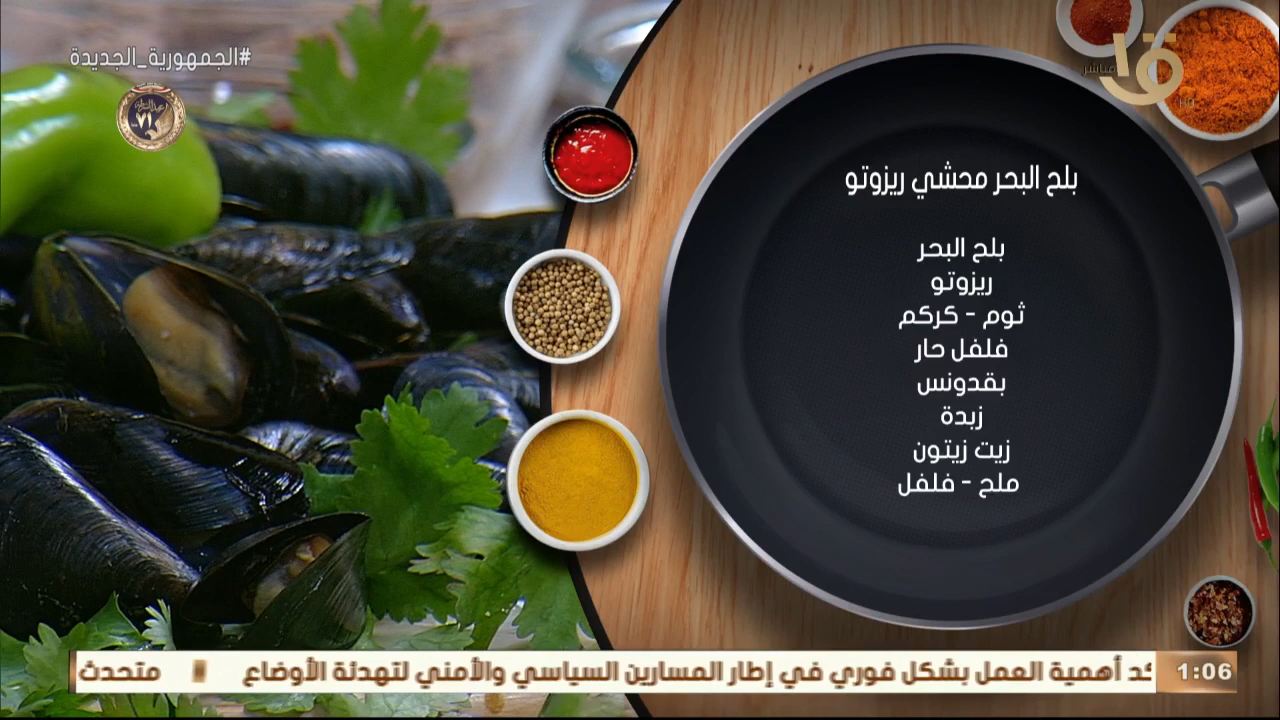 #الجمهورية_الجديدة
مباشر
بلح البحر محشي ريزوتو
بلح البحر
ريزوتو
ثوم - كركم
فلفل حار
بقدونس
زبدة
زيت زيتون
ملح - فلفل
1:06
أهمية العمل بشكل فوري في إطار المسارين السياسي والأمني لتهدئة الأوضاع
متحدث